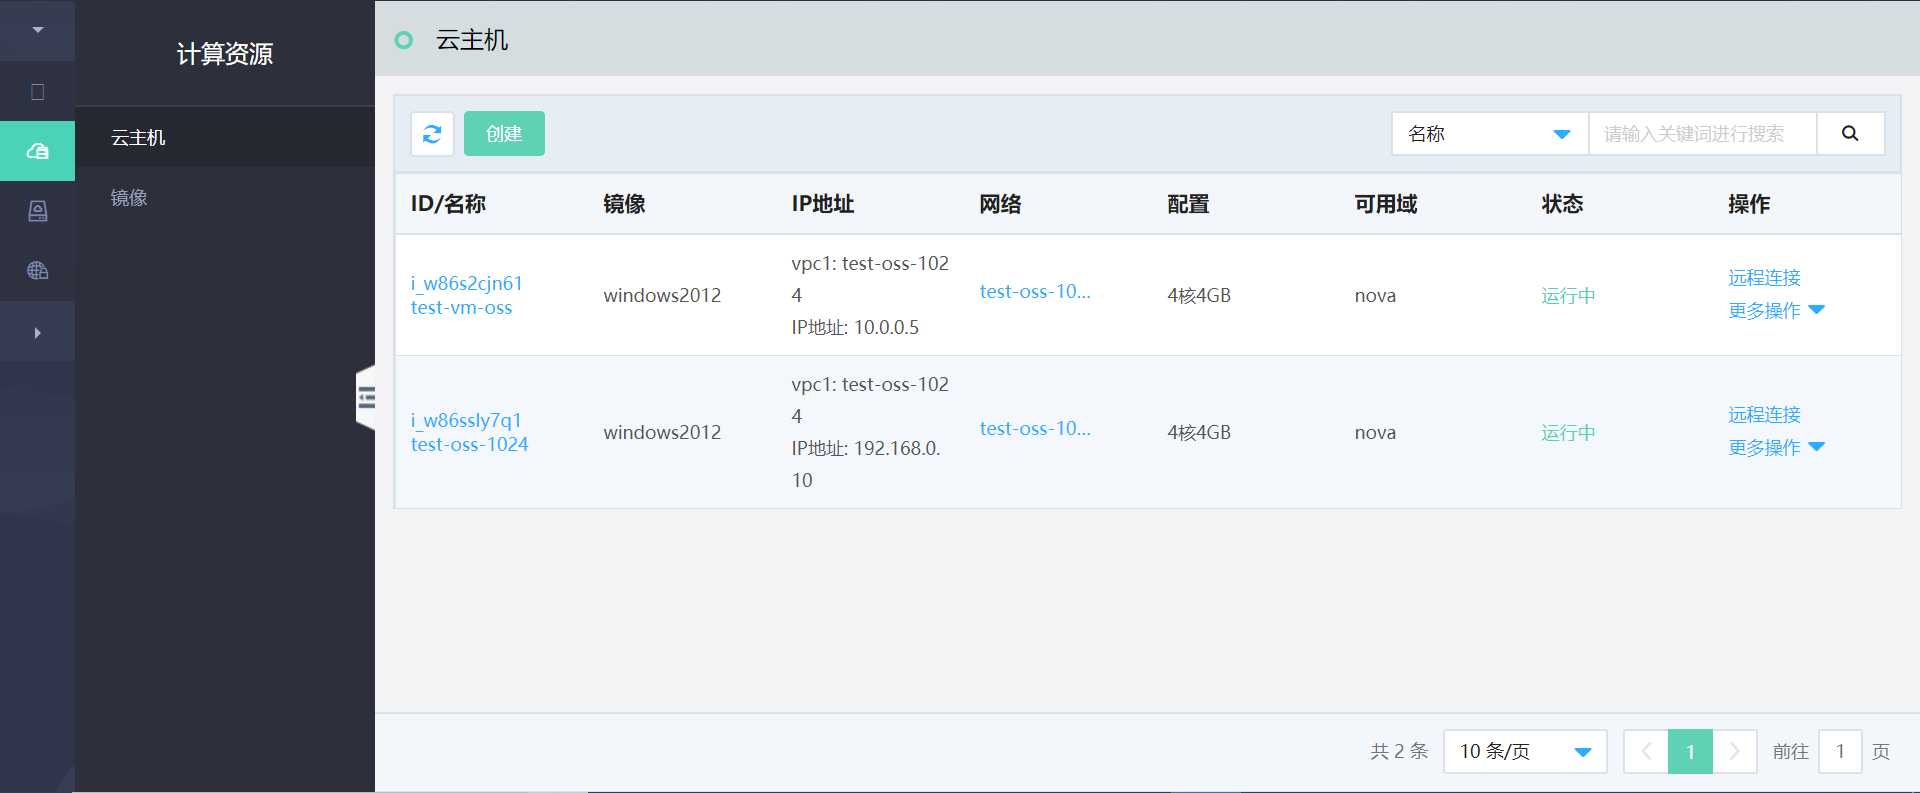 计算资源
云主机
镜像
云主机
创建
名称
请输入关键词进行搜索
ID/名称 镜像 IP地址 网络 配置 可用域 状态 操作
i_w86s2cjn61
test-vm-oss
windows2012
vpc1: test-oss-102
4
IP地址: 10.0.0.5
test-oss-10...
4核4GB
nova
运行中
远程连接
更多操作
i_w86ssly7q1
test-oss-1024
windows2012
vpc1: test-oss-102
4
IP地址: 192.168.0.
10
test-oss-10...
4核4GB
nova
运行中
远程连接
更多操作
共 2 条 10 条/页 1 前往 1 页